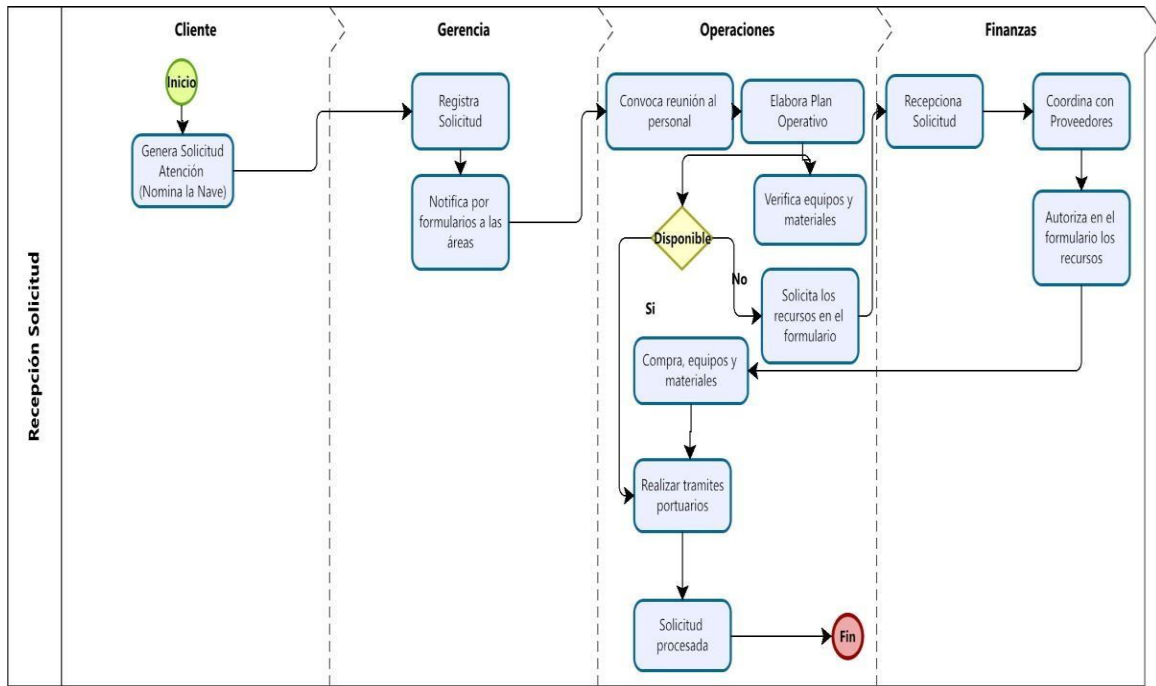 Recepción Solicitud
Cliente
Gerencia
Operaciones
Finanzas
Inicio
Genera Solicitud
Atención
(Nomina la Nave)
Registra
Solicitud
Notifica por
formularios a las
áreas
Convoca reunión al
personal
Elabora Plan
Operativo
Verifica equipos y
materiales
Disponible
No
Si
Solicita los
recursos en el
formulario
Recepciona
Solicitud
Coordina con
Proveedores
Autoriza en el
formulario los
recursos
Compra, equipos y
materiales
Realizar tramites
portuarios
Solicitud
procesada
Fin